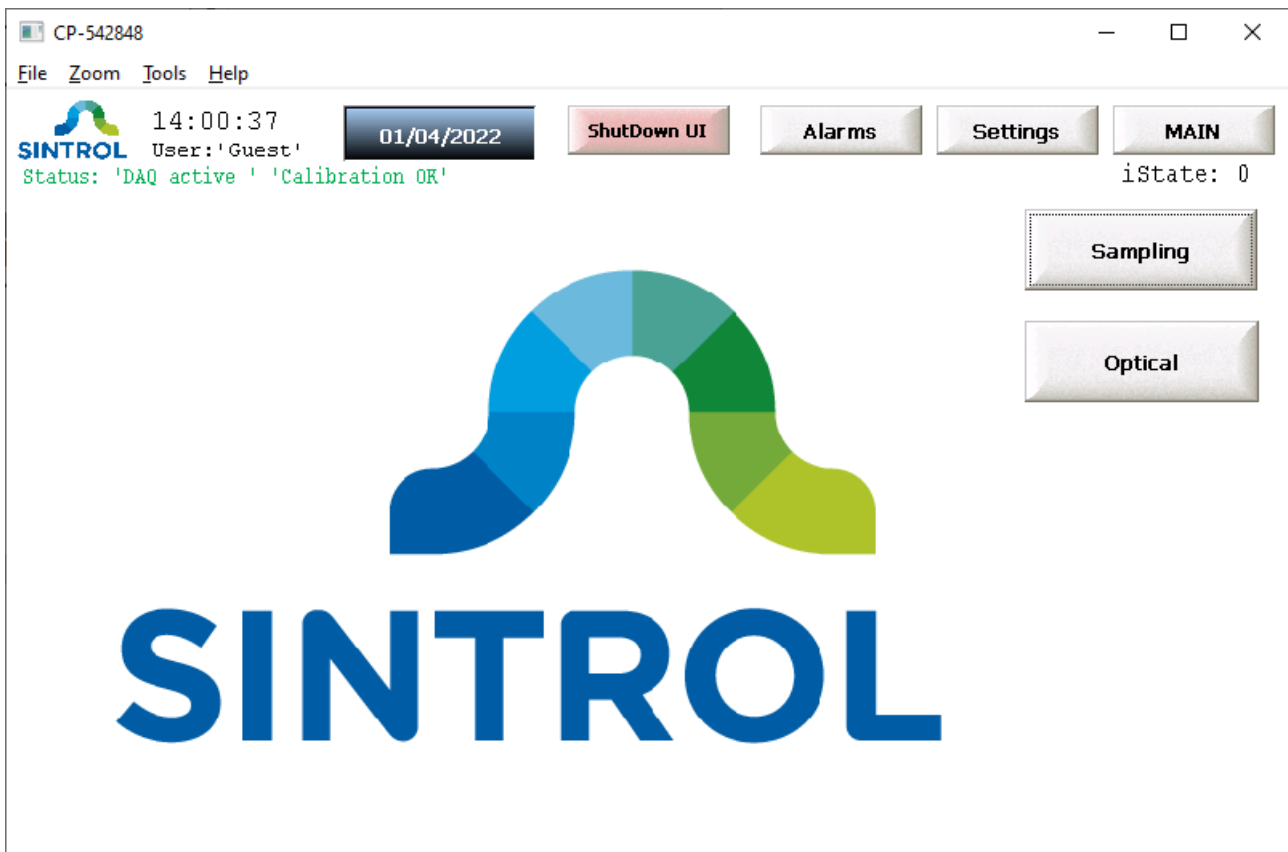 CP-542848
File Zoom Tools Help
SINTROL
14:00:37
User:'Guest'
01/04/2022
ShutDown UI
Alarms
Settings
MAIN
Status: 'DAQ active ' 'Calibration OK'
iState: 0
Sampling
Optical
SINTROL